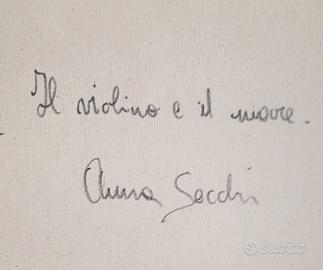 Il violino e il mare.
Anna Secchi
subito